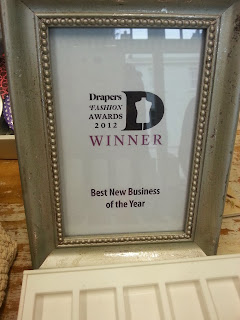 Drapers
FASHION
AWARDS
2012
D
WINNER
Best New Business
of the Year